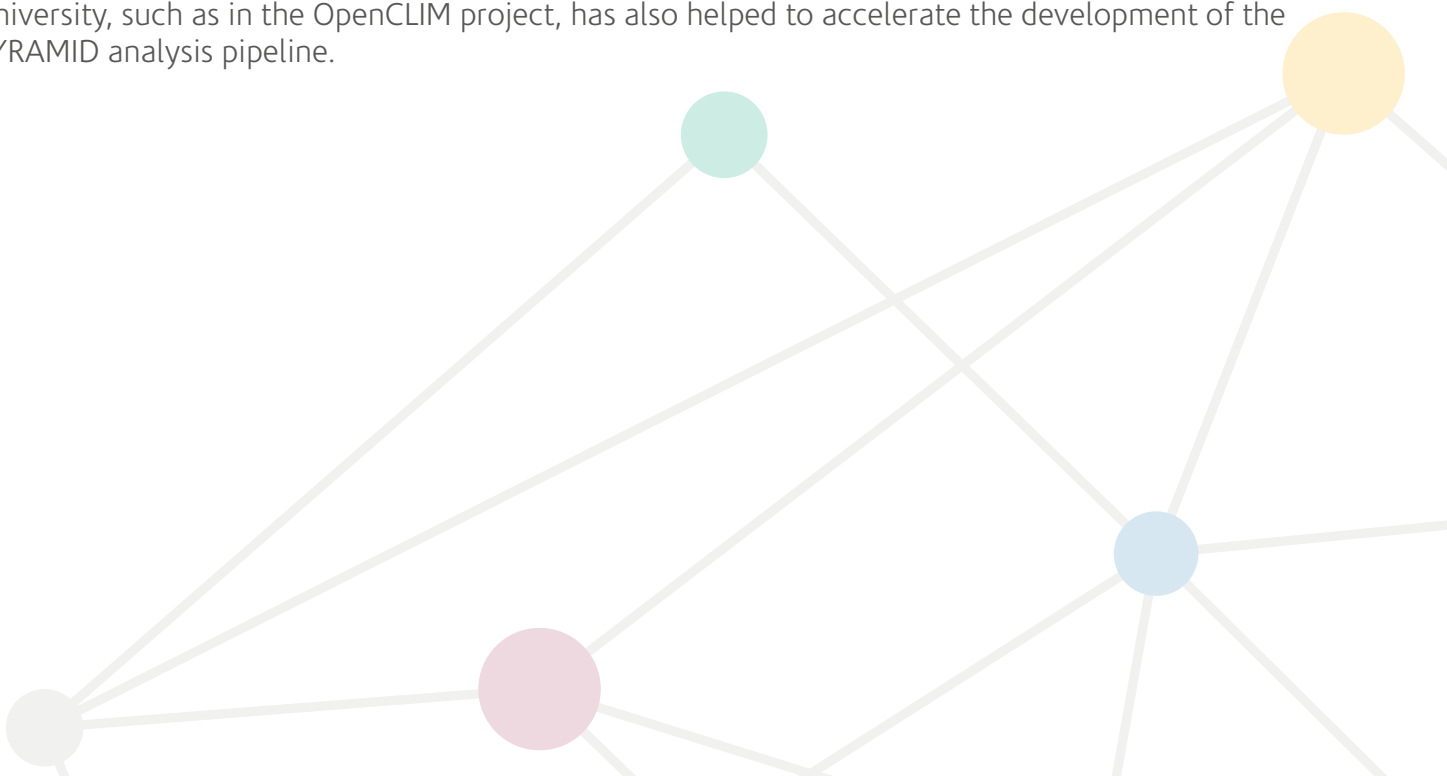 niversity, such as in the OpenCLIM project, has also helped to accelerate the development of the
YRAMID analysis pipeline.